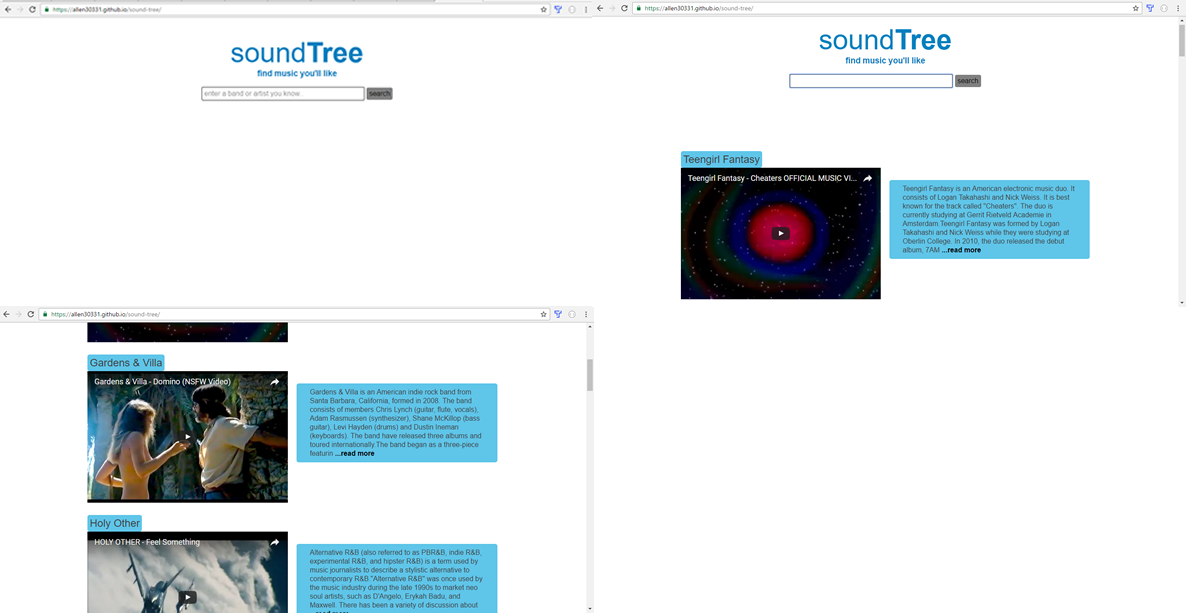 https://allen30331.github.io/sound-tree/
soundTree
find music you'll like
enter a band or artist you know.
search
https://allen30331.github.io/sound-tree/
soundTree
find music you'll like
search
Teengirl Fantasy
Teengirl Fantasy - Cheaters OFFICIAL MUSIC VI...
Teengirl Fantasy is an American electronic music duo. It
consists of Logan Takahashi and Nick Weiss. It is best
known for the track called "Cheaters". The duo is
currently studying at Gerrit Rietveld Academie in
Amsterdam.Teengirl Fantasy was formed by Logan
Takahashi and Nick Weiss while they were studying at
Oberlin College. In 2010, the duo released the debut
album, 7AM ...read more
https://allen30331.github.io/sound-tree/
Gardens & Villa
Gardens & Villa - Domino (NSFW Video)
Gardens & Villa is an American indie rock band from
Santa Barbara, California, formed in 2008. The band
consists of members Chris Lynch (guitar, flute, vocals),
Adam Rasmussen (synthesizer), Shane McKillop (bass
guitar), Levi Hayden (drums) and Dustin Ineman
(keyboards). The band have released three albums and
toured internationally.The band began as a three-piece
featurin ...read more
Holy Other
HOLY OTHER - Feel Something
Alternative R&B (also referred to as PBR&B, indie R&B,
experimental R&B, and hipster R&B) is a term used by
music journalists to describe a stylistic alternative to
contemporary R&B."Alternative R&B" was once used by
the music industry during the late 1990s to market neo
soul artists, such as D'Angelo, Erykah Badu, and
Maxwell. There has been a variety of discussion about